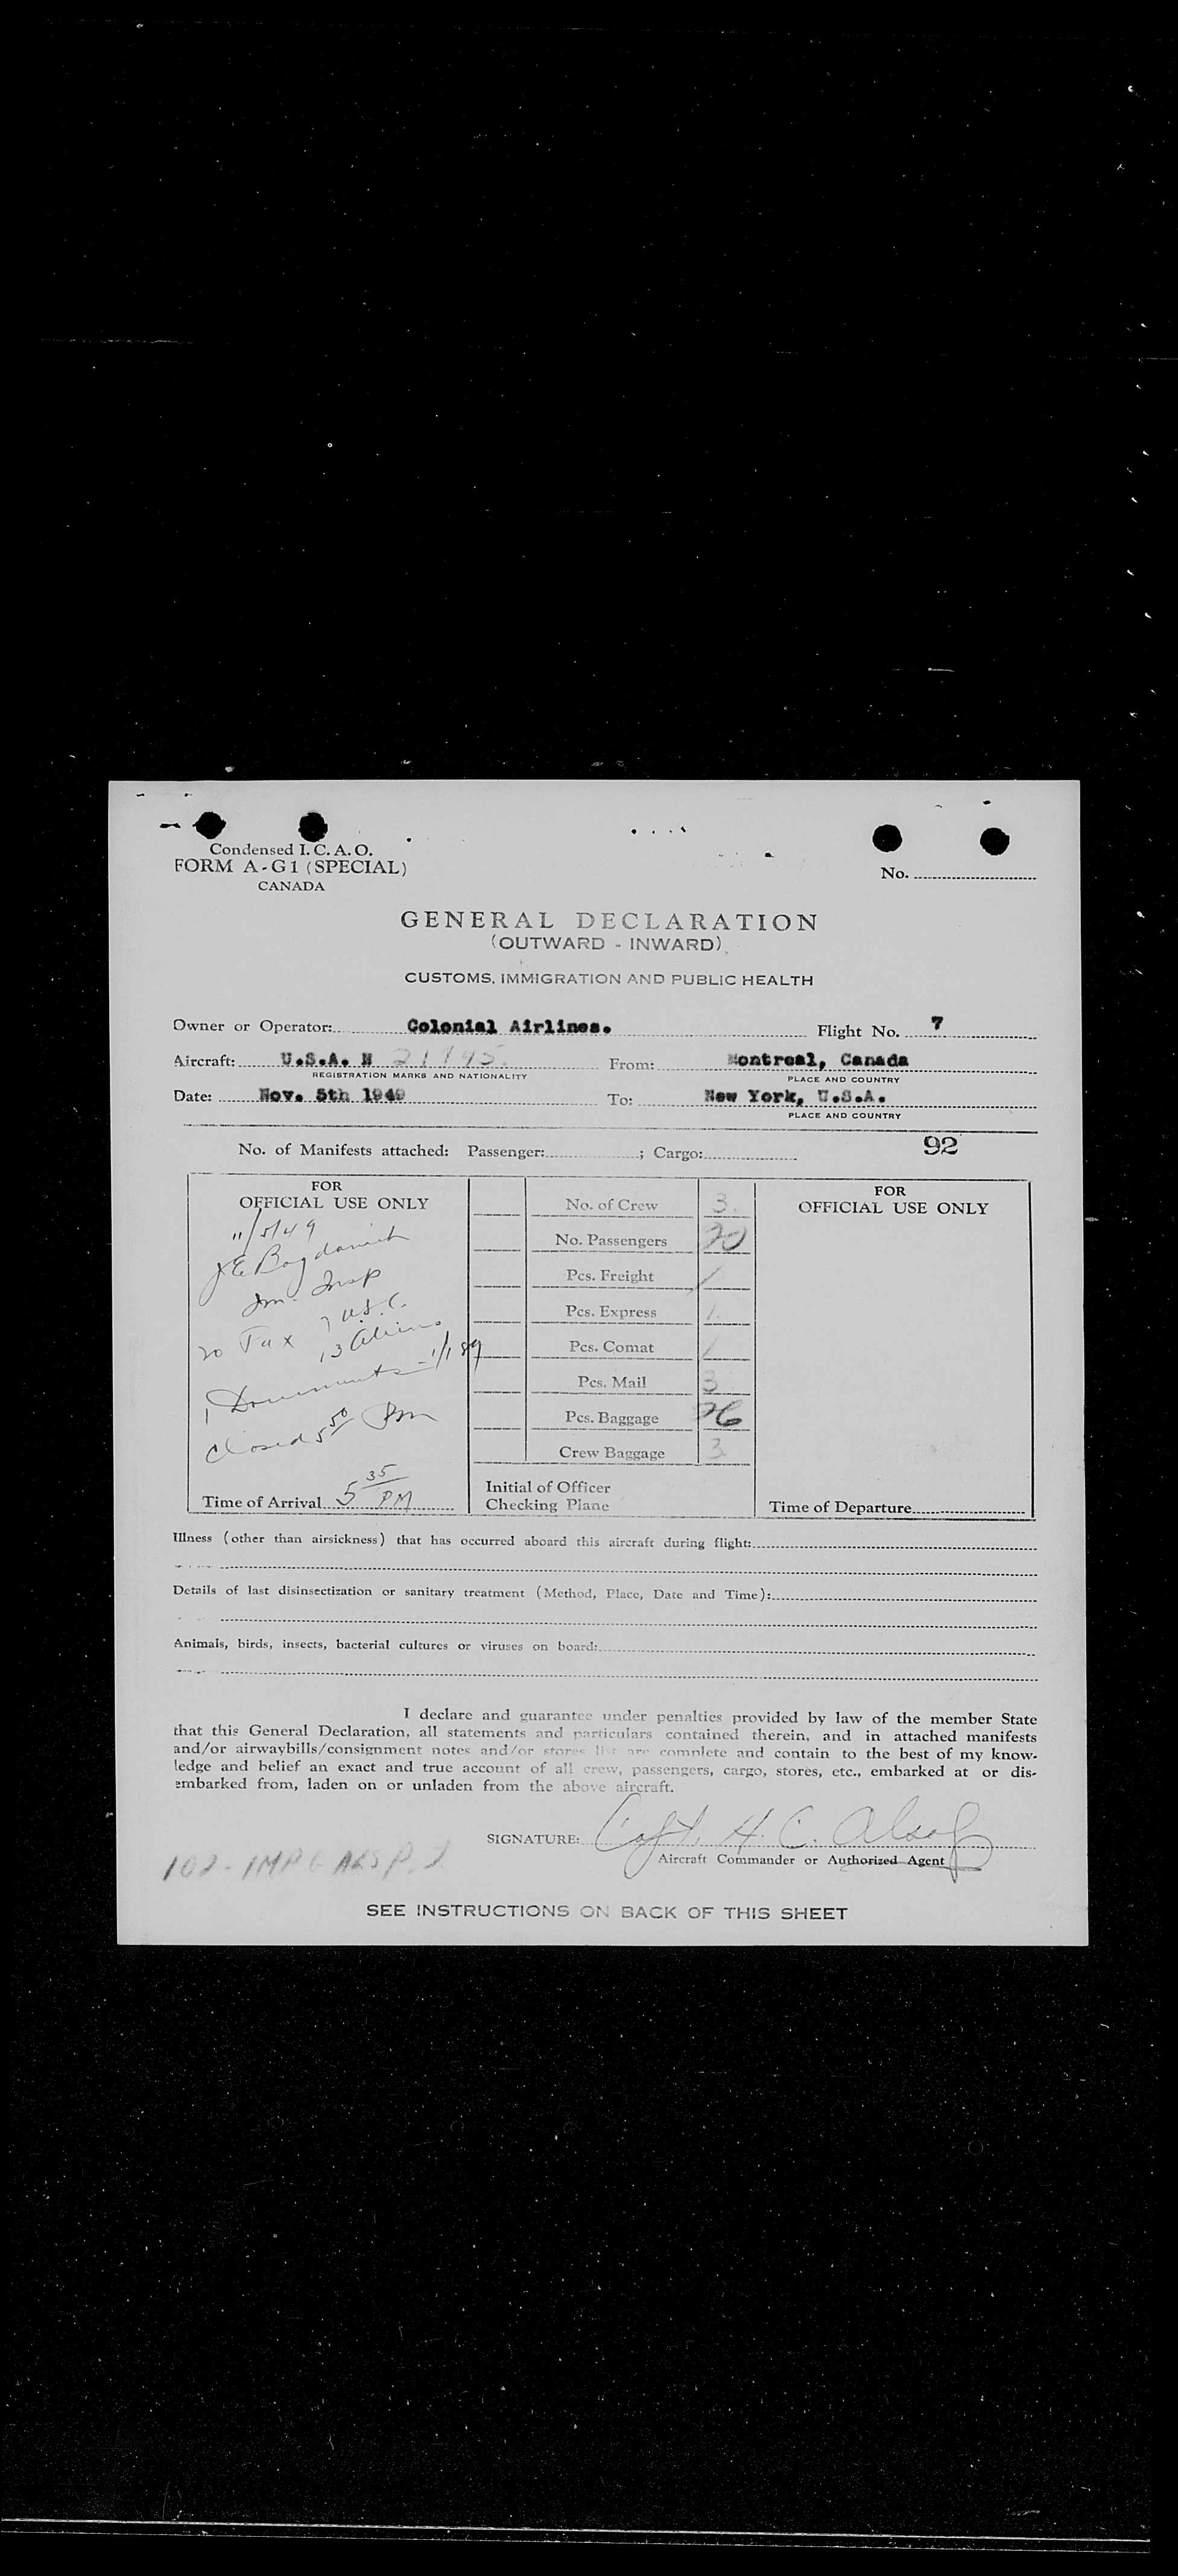 Condensed I. C. A. O.
FORM A-G1 (SPECIAL)
CANADA
No.
GENERAL DECLARATION
(OUTWARD - INWARD)
CUSTOMS, IMMIGRATION AND PUBLIC HEALTH
Owner or Operator: Colonial Airlines. Flight No. 7
Aircraft: U.S.A. N 21145 From: Montreal, Canada
REGISTRATION MARKS AND NATIONALITY PLACE AND COUNTRY
Date: Nov. 5th 1949 To: New York, U.S.A.
PLACE AND COUNTRY
No. of Manifests attached: Passenger: ; Cargo: 92
FOR
OFFICIAL USE ONLY
11/5/49
Bogdanich
Im. Insp
20 Tax 7 U.S.C.
13 Aliens
1 Documents
Closed 5 50 Pm
Time of Arrival 5 35 PM
No. of Crew 3.
No. Passengers 20
Pcs. Freight /
Pcs. Express 1.
Pcs. Comat /
Pcs. Mail 3
Pcs. Baggage 26
Crew Baggage 3
Initial of Officer
Checking Plane
FOR
OFFICIAL USE ONLY
Time of Departure
Illness (other than airsickness) that has occurred aboard this aircraft during flight:
Details of last disinsectization or sanitary treatment (Method, Place, Date and Time):
Animals, birds, insects, bacterial cultures or viruses on board:
I declare and guarantee under penalties provided by law of the member State
that this General Declaration, all statements and particulars contained therein, and in attached manifests
and/or airwaybills/consignment notes and/or stores list are complete and contain to the best of my know-
ledge and belief an exact and true account of all crew, passengers, cargo, stores, etc., embarked at or dis-
embarked from, laden on or unladen from the above aircraft.
SIGNATURE: Capt. H. C. Alsop
Aircraft Commander or Authorized Agent
SEE INSTRUCTIONS ON BACK OF THIS SHEET